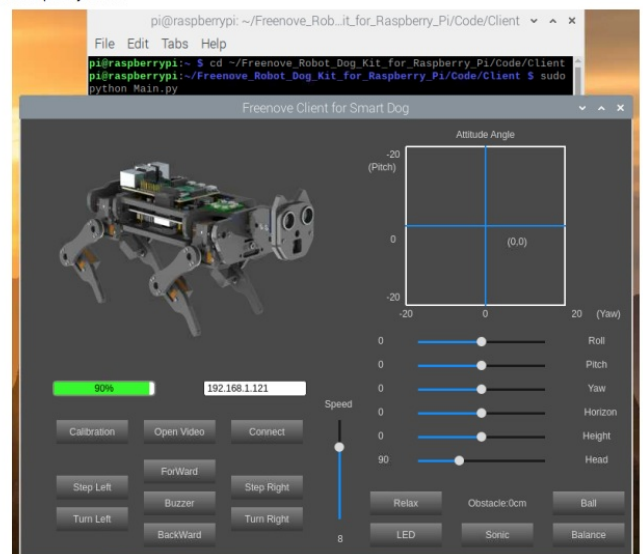 pi@raspberrypi: ~/Freenove_Rob...it_for_Raspberry_Pi/Code/Client
File Edit Tabs Help
pi@raspberrypi:~ $ cd ~/Freenove_Robot_Dog_Kit_for_Raspberry_Pi/Code/Client
pi@raspberrypi:~/Freenove_Robot_Dog_Kit_for_Raspberry_Pi/Code/Client $ sudo
python Main.py
Freenove Client for Smart Dog
Attitude Angle
-20
(Pitch)
0
(0,0)
-20
-20 0 20 (Yaw)
0 Roll
0 Pitch
0 Yaw
0 Horizon
0 Height
90 Head
90%
192.168.1.121
Speed
Calibration Open Video Connect
ForWard
Step Left Step Right
Buzzer
Turn Left Turn Right
BackWard
8
Relax Obstacle:0cm Ball
LED Sonic Balance